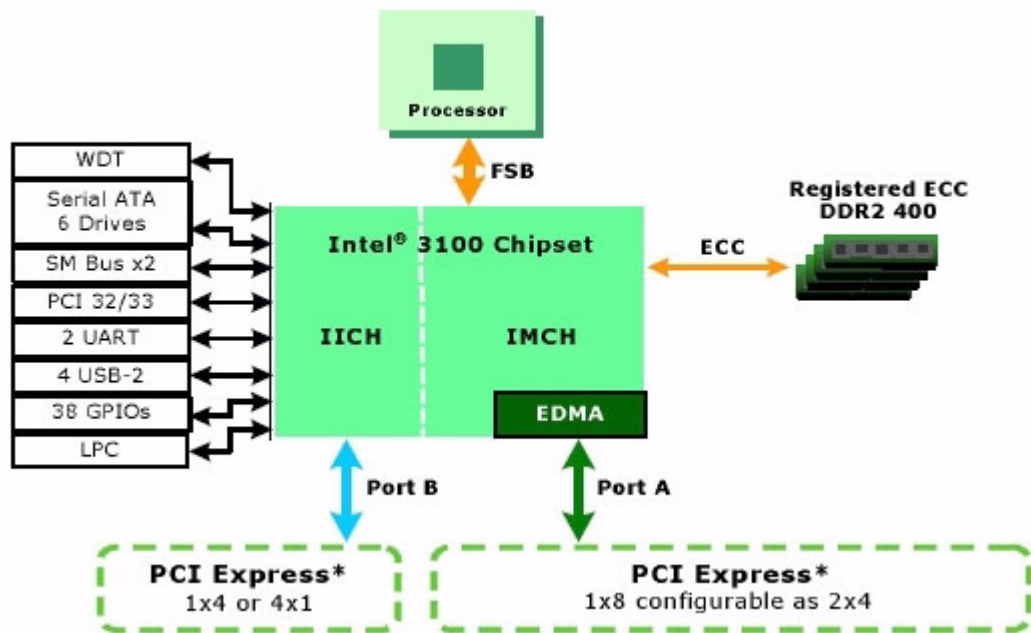 Processor
FSB
WDT
Serial ATA
6 Drives
SM Bus x2
PCI 32/33
2 UART
4 USB-2
38 GPIOs
LPC
Intel® 3100 Chipset
IICH
IMCH
EDMA
ECC
Registered ECC
DDR2 400
Port B
Port A
PCI Express*
1x4 or 4x1
PCI Express*
1x8 configurable as 2x4